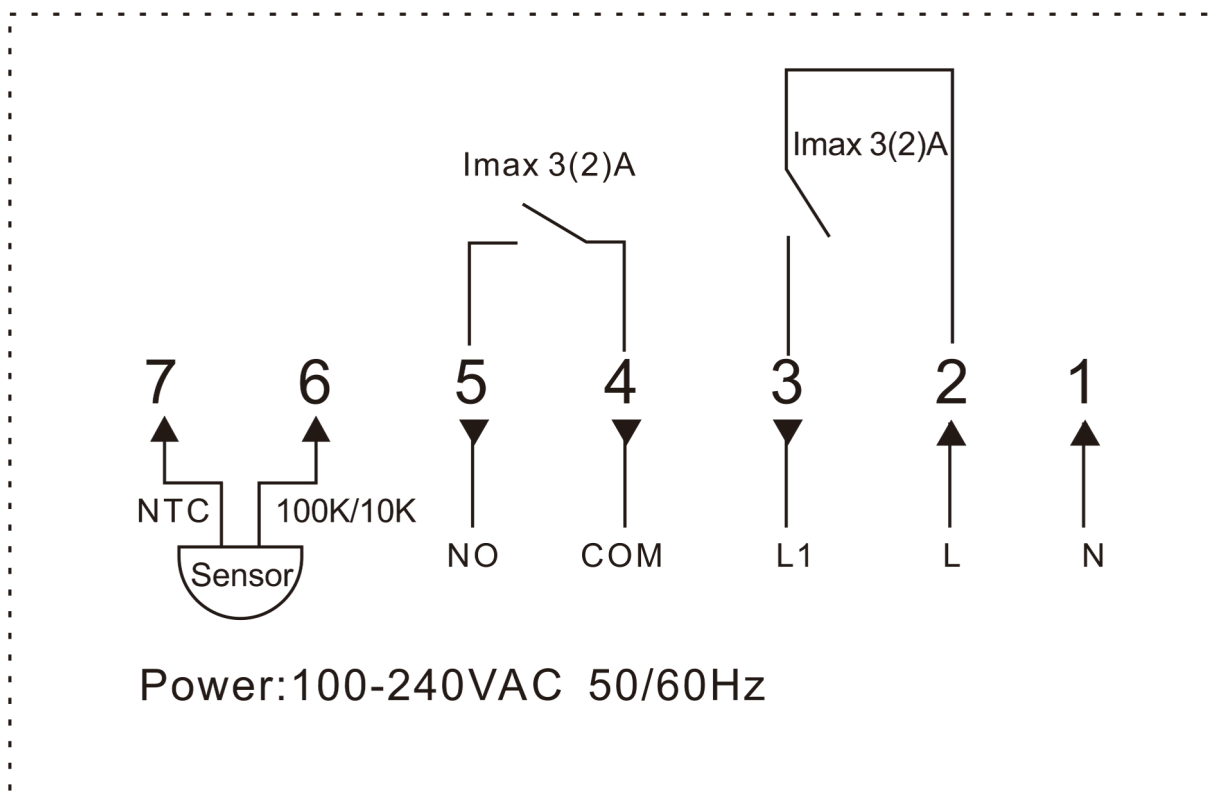 Imax 3(2)A
Imax 3(2)A
7 6 5 4 3 2 1
NTC 100K/10K
NO COM L1 L N
Sensor
Power:100-240VAC 50/60Hz